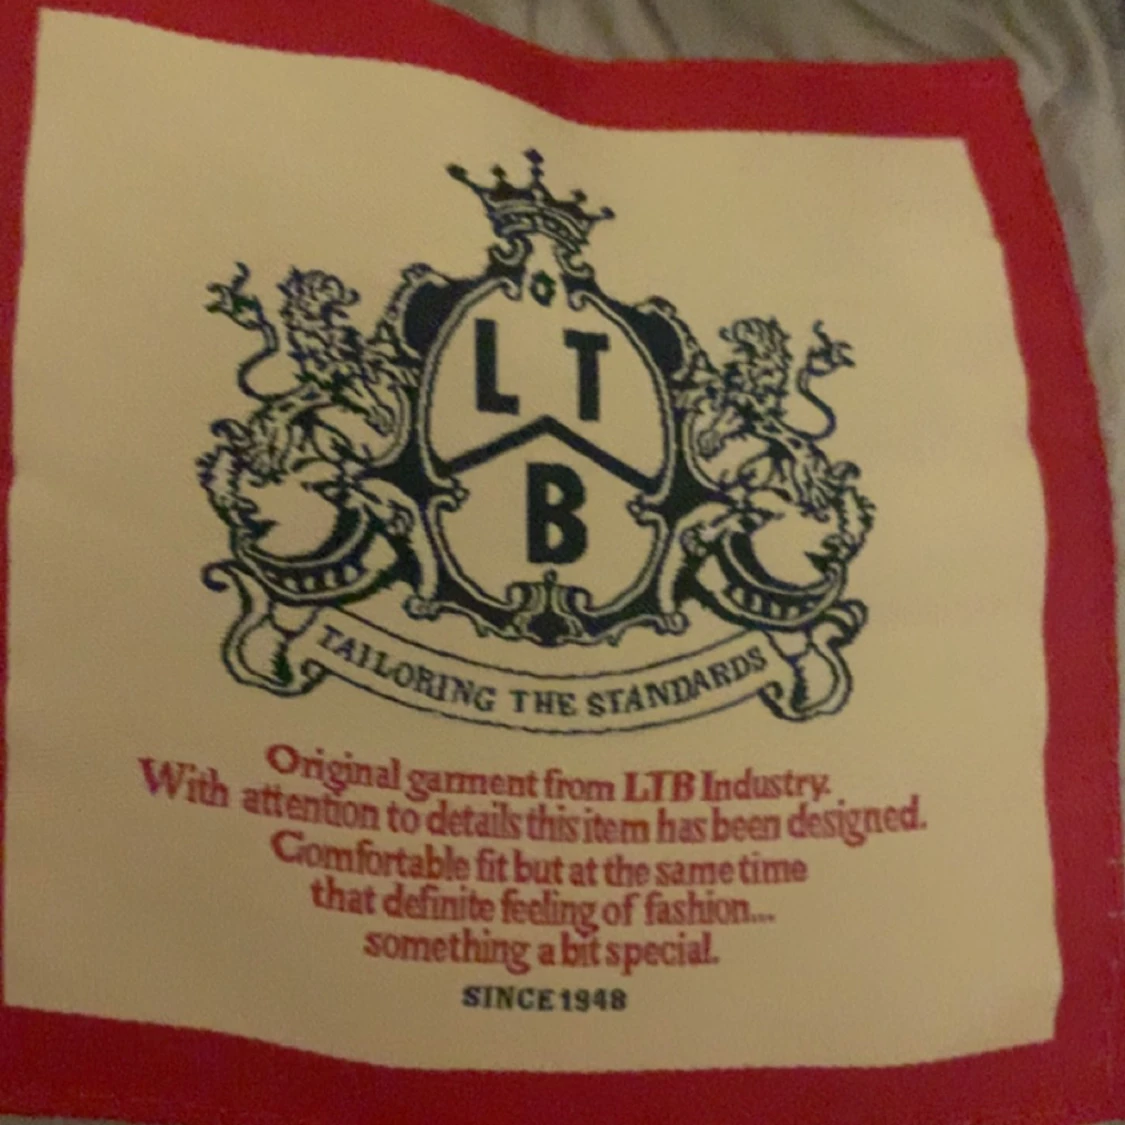 L T
B
TAILORING THE STANDARDS
Original garment from LTB Industry.
With attention to details this item has been designed.
Comfortable fit but at the same time
that definite feeling of fashion...
something a bit special.
SINCE 1948